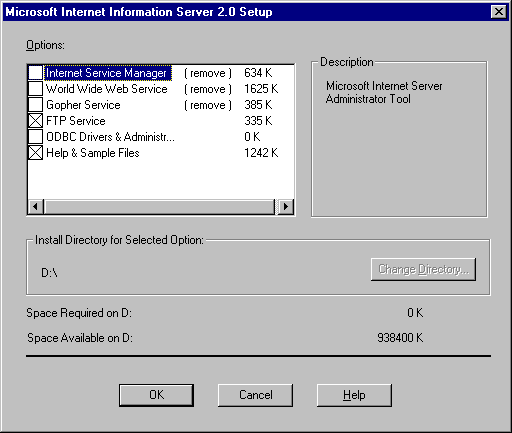 Microsoft Internet Information Server 2.0 Setup
Options:
Internet Service Manager ( remove ) 634 K
World Wide Web Service ( remove ) 1625 K
Gopher Service ( remove ) 385 K
FTP Service 335 K
ODBC Drivers & Administr... 0 K
Help & Sample Files 1242 K
Description
Microsoft Internet Server
Administrator Tool
Install Directory for Selected Option:
D:\
Change Directory...
Space Required on D: 0 K
Space Available on D: 938400 K
OK Cancel Help